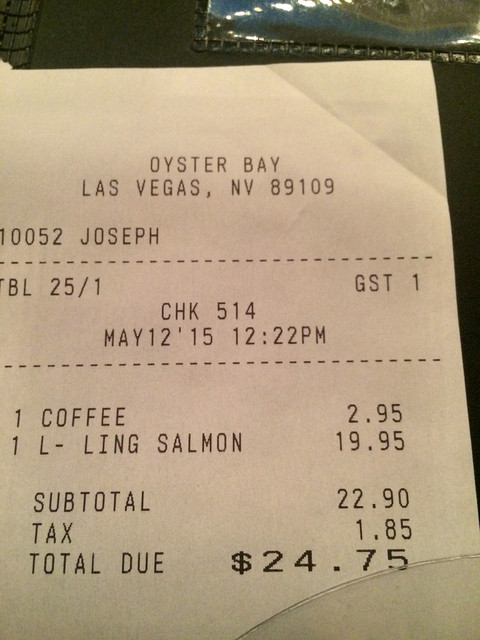 OYSTER BAY
LAS VEGAS, NV 89109
10052 JOSEPH
TBL 25/1 GST 1
CHK 514
MAY12'15 12:22PM
1 COFFEE 2.95
1 L- LING SALMON 19.95
SUBTOTAL 22.90
TAX 1.85
TOTAL DUE $24.75